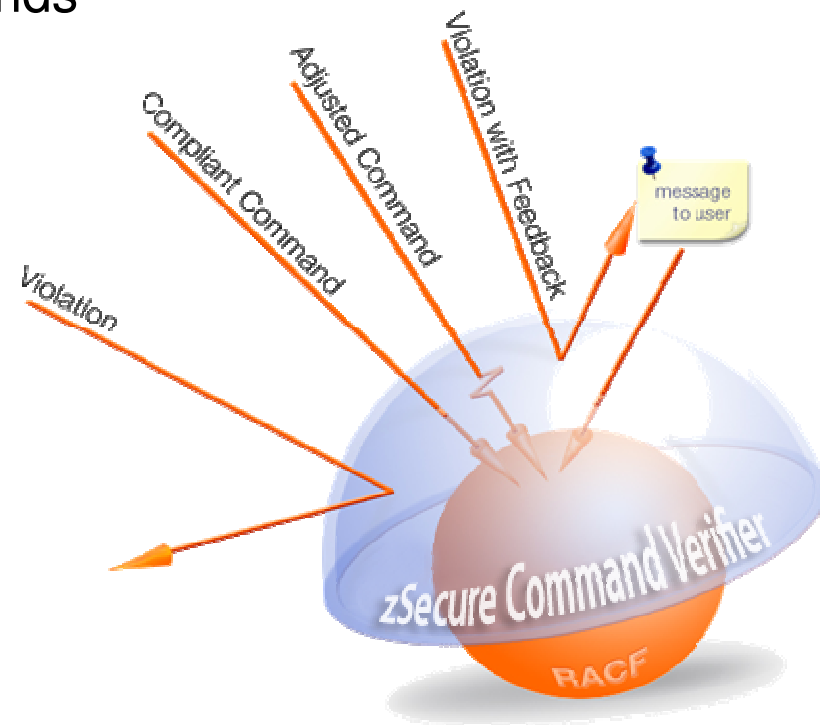 Violation
Compliant Command
Adjusted Command
Violation with Feedback
message
to user
zSecure Command Verifier
RACF